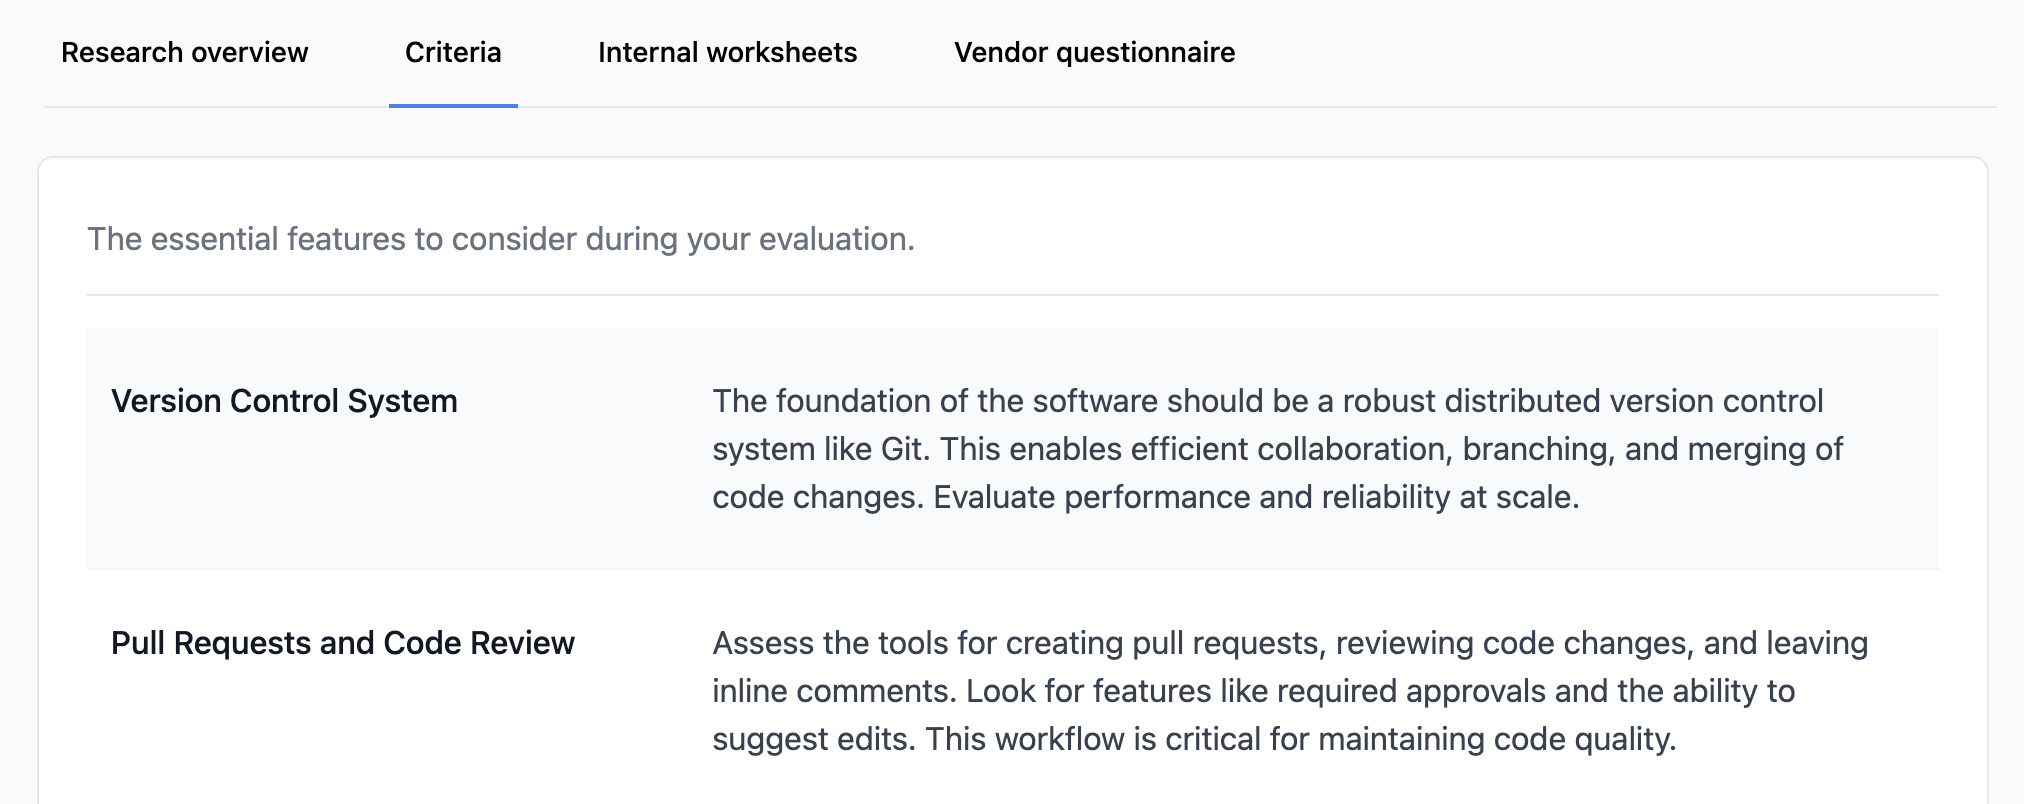 Research overview
Criteria
Internal worksheets
Vendor questionnaire
The essential features to consider during your evaluation.
Version Control System
The foundation of the software should be a robust distributed version control
system like Git. This enables efficient collaboration, branching, and merging of
code changes. Evaluate performance and reliability at scale.
Pull Requests and Code Review
Assess the tools for creating pull requests, reviewing code changes, and leaving
inline comments. Look for features like required approvals and the ability to
suggest edits. This workflow is critical for maintaining code quality.